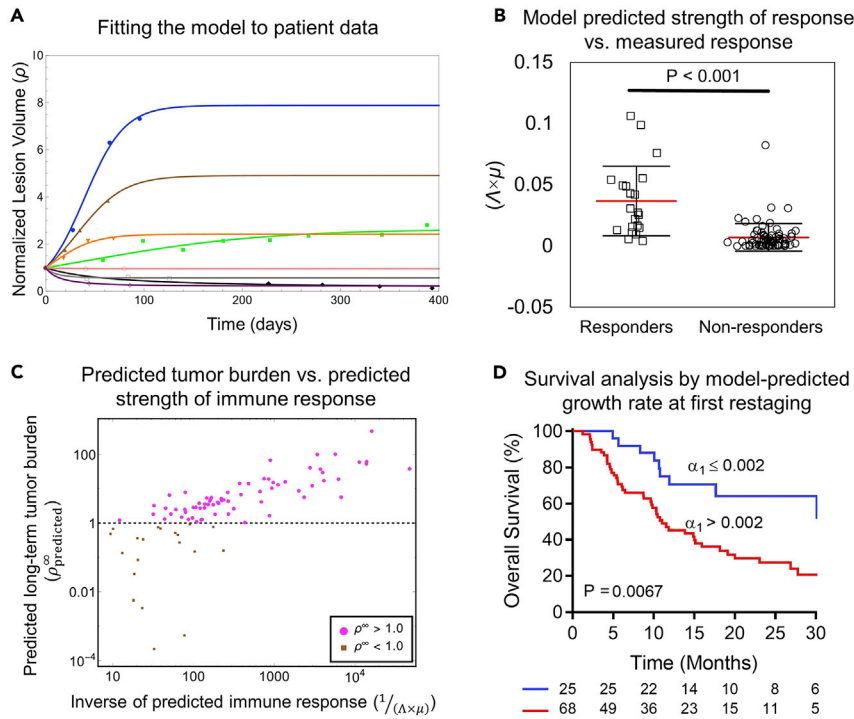 A
Fitting the model to patient data
Normalized Lesion Volume (ρ)
10
8
6
4
2
0
0
100
200
300
400
Time (days)
B
Model predicted strength of response
vs. measured response
P < 0.001
(Λ×μ)
0.15
0.1
0.05
0
-0.05
Responders
Non-responders
C
Predicted tumor burden vs. predicted
strength of immune response
Predicted long-term tumor burden
(ρ∞predicted)
100
1
0.01
10⁻⁴
ρ∞ > 1.0
ρ∞ < 1.0
10
100
1000
10⁴
Inverse of predicted immune response (1/(Λ×μ))
D
Survival analysis by model-predicted
growth rate at first restaging
Overall Survival (%)
100
80
60
40
20
0
α₁ ≤ 0.002
α₁ > 0.002
P = 0.0067
0 5 10 15 20 25 30
Time (Months)
25 25 22 14 10 8 6
68 49 36 23 15 11 5